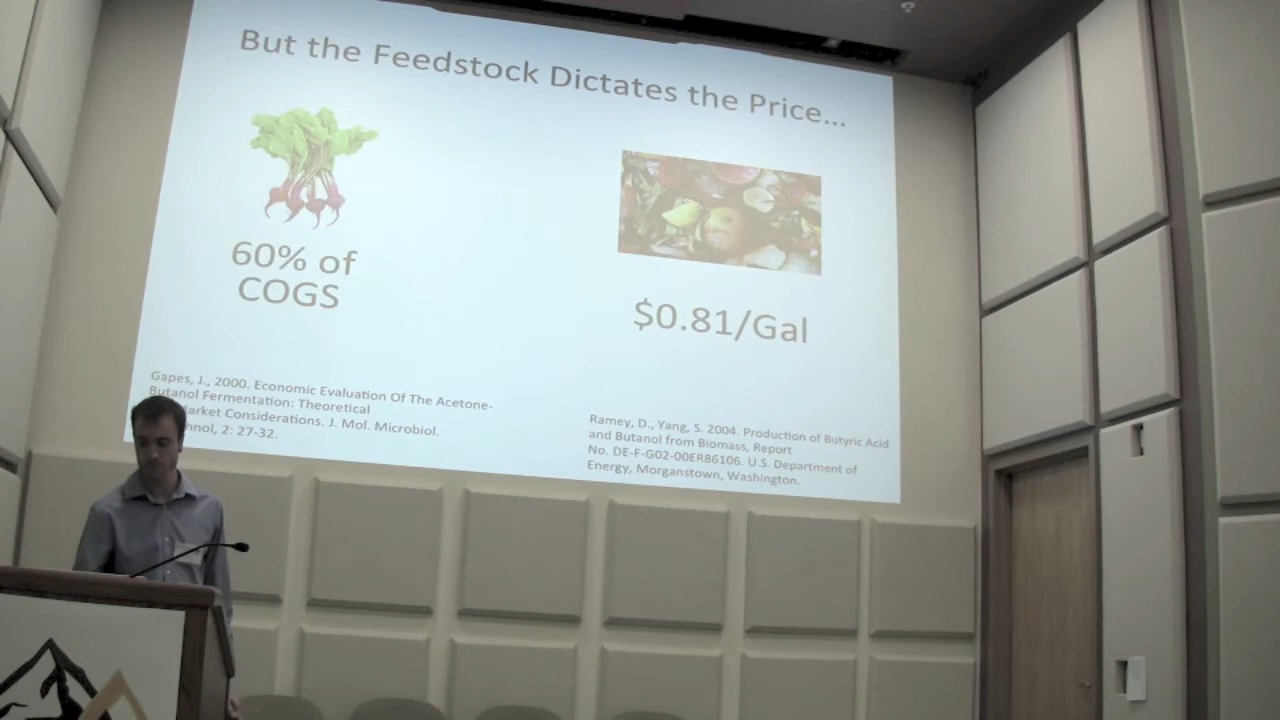 But the Feedstock Dictates the Price...
60% of
COGS
$0.81/Gal
Gapes, J., 2000. Economic Evaluation Of The Acetone-
Butanol Fermentation: Theoretical
Market Considerations. J. Mol. Microbiol.
2: 27-32.
Ramey, D., Yang, S. 2004. Production of Butyric Acid
and Butanol from Biomass, Report
No. DE-F-G02-00ER86106. U.S. Department of
Energy, Morganstown, Washington.